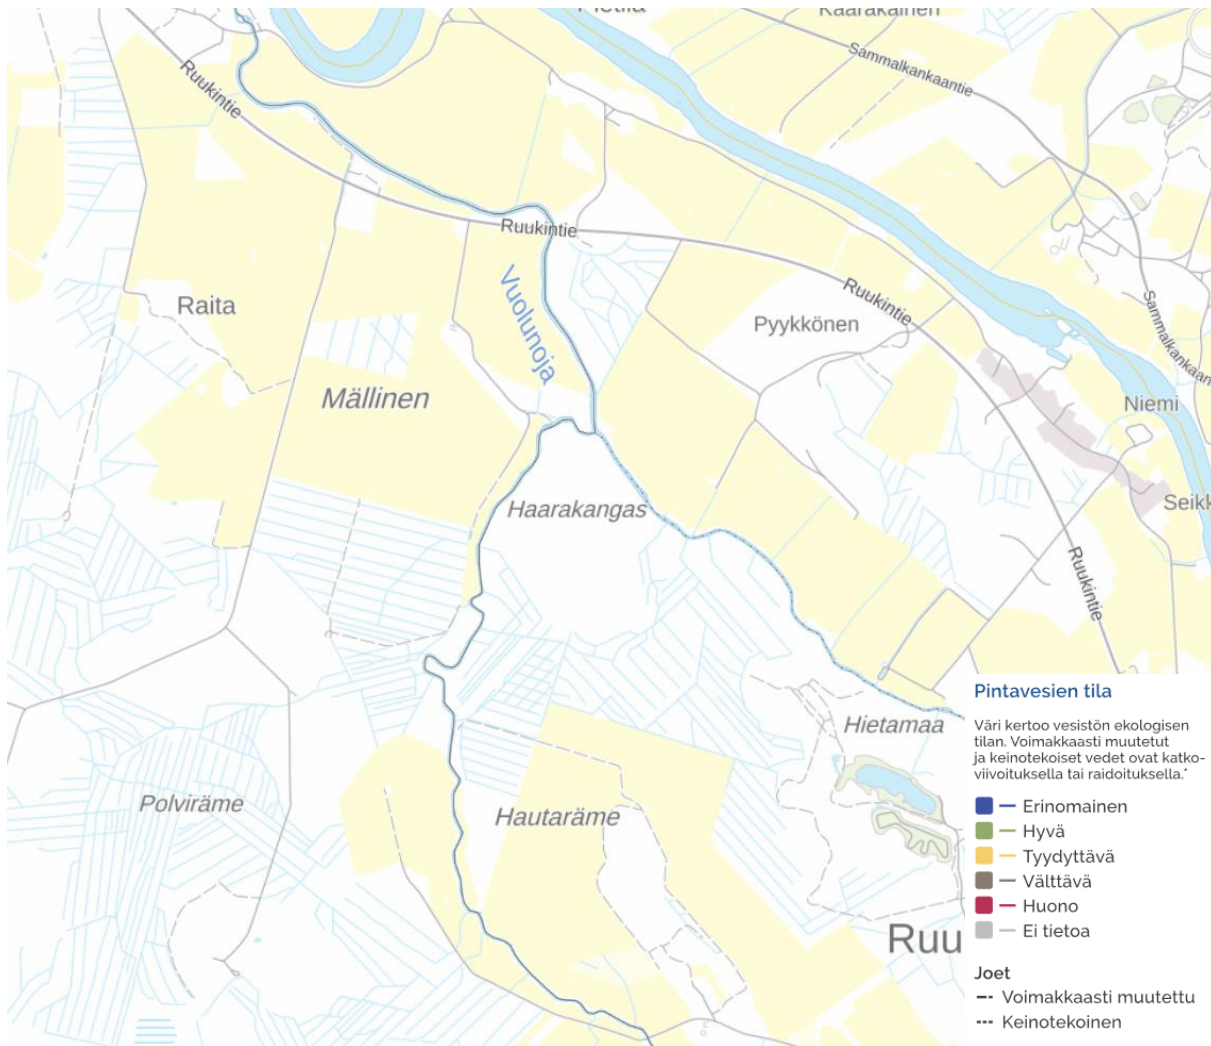 Pietilä
Kaarakainen
Sammalkankaantie
Ruukintie
Ruukintie
Vuolunoja
Raita
Ruukintie
Pyykkönen
Sammalkankaan
Mällinen
Niemi
Haarakangas
Seikk
Ruukintie
Hietamaa
Polviräme
Hautaräme
Ruu
Pintavesien tila
Väri kertoo vesistön ekologisen
tilan. Voimakkaasti muutetut
ja keinotekoiset vedet ovat katko-
viivoituksella tai raidoituksella.*
Erinomainen
Hyvä
Tyydyttävä
Välttävä
Huono
Ei tietoa
Joet
Voimakkaasti muutettu
Keinotekoinen